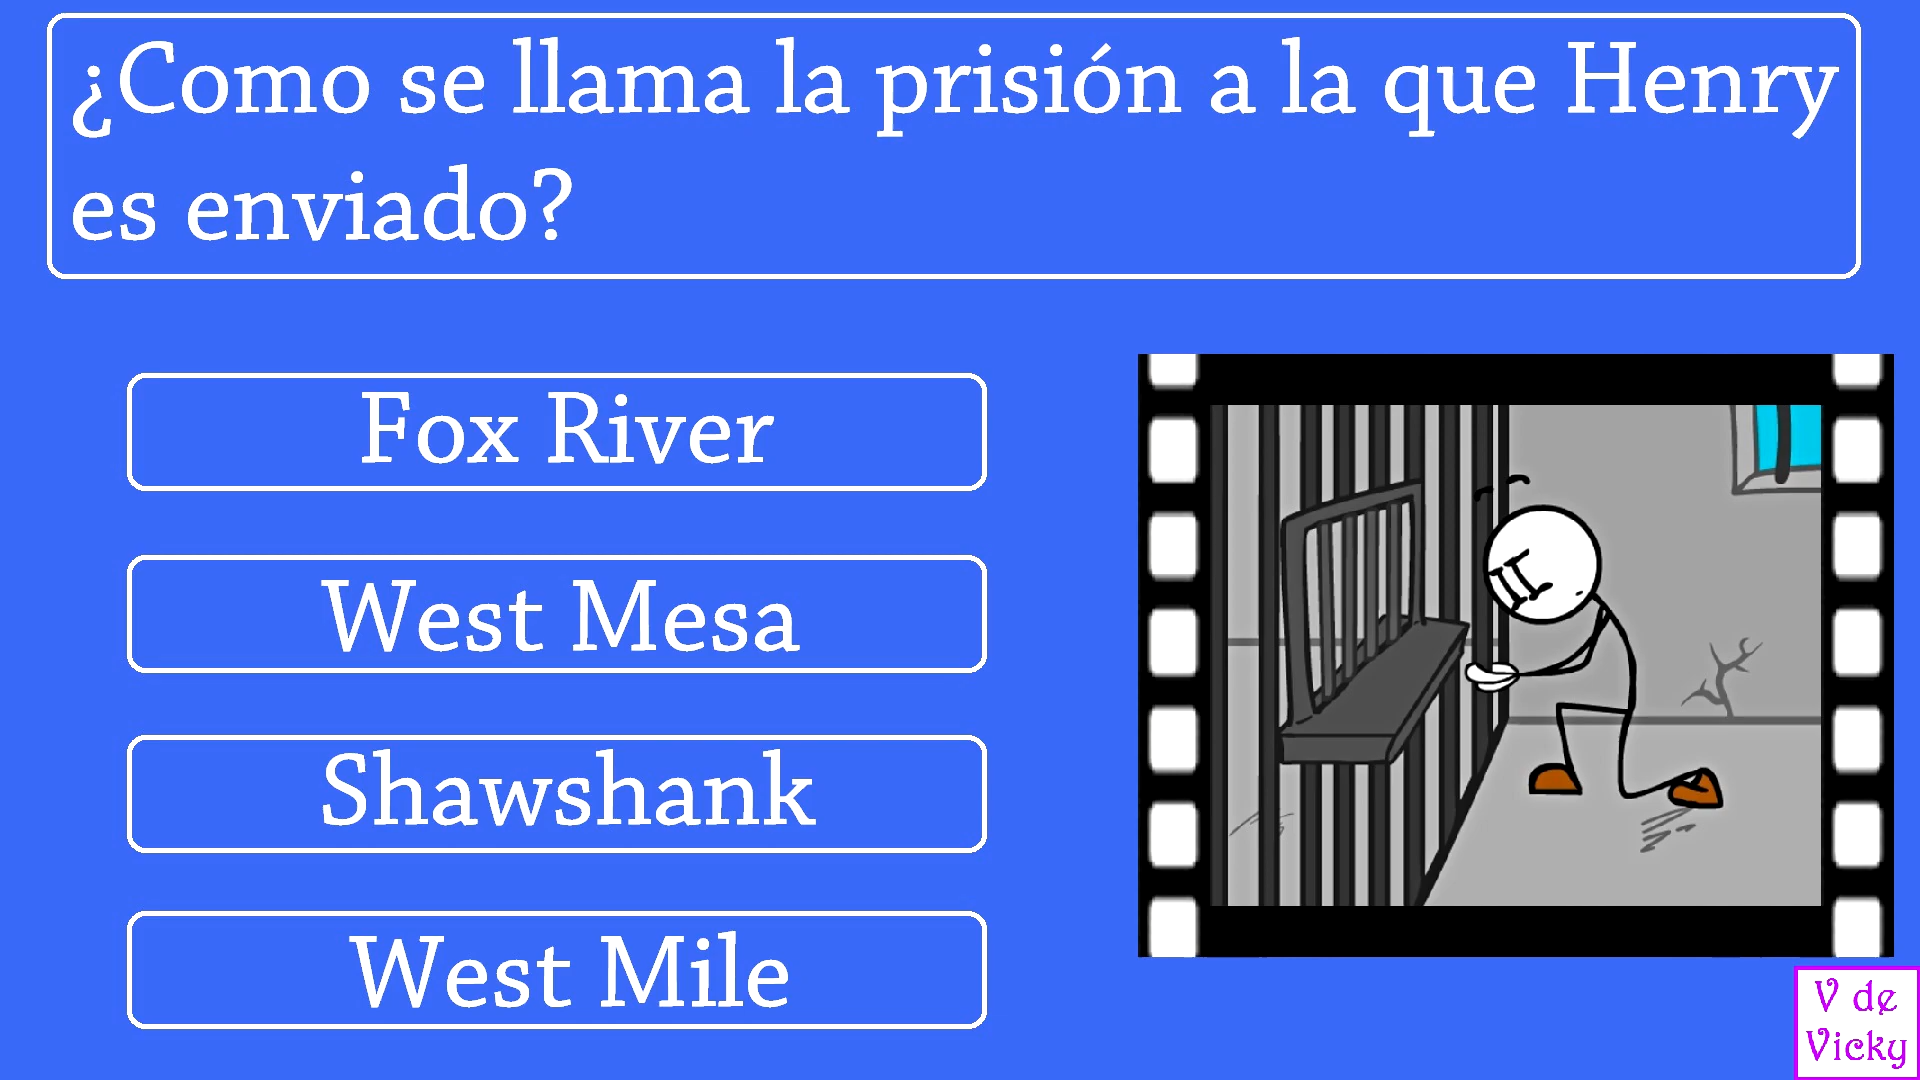 ¿Como se llama la prisión a la que Henry
es enviado?
Fox River
West Mesa
Shawshank
West Mile
V de
Vicky